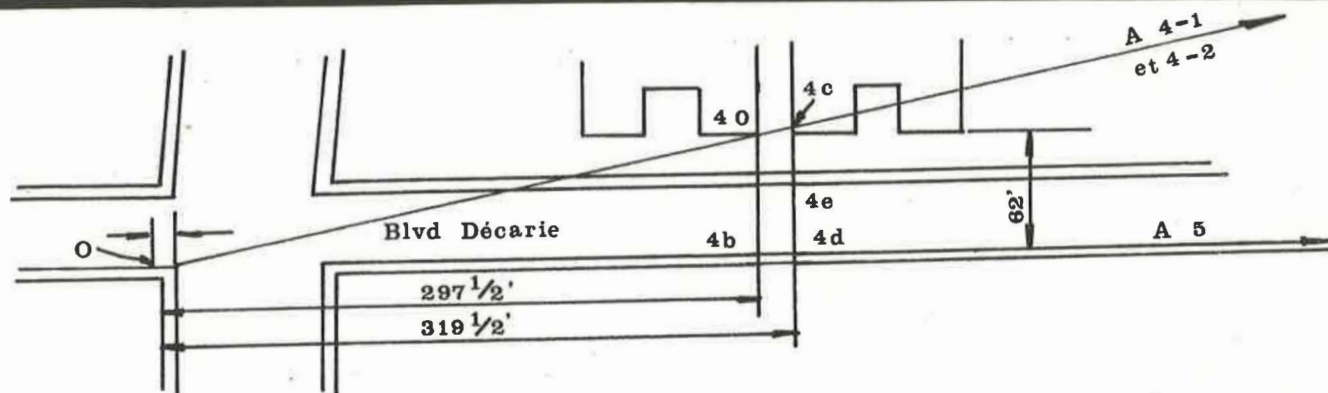 A 4-1
et 4-2
4c
4 O
4e
62'
O
Blvd Décarie
4b
4d
A 5
297 1/2'
319 1/2'